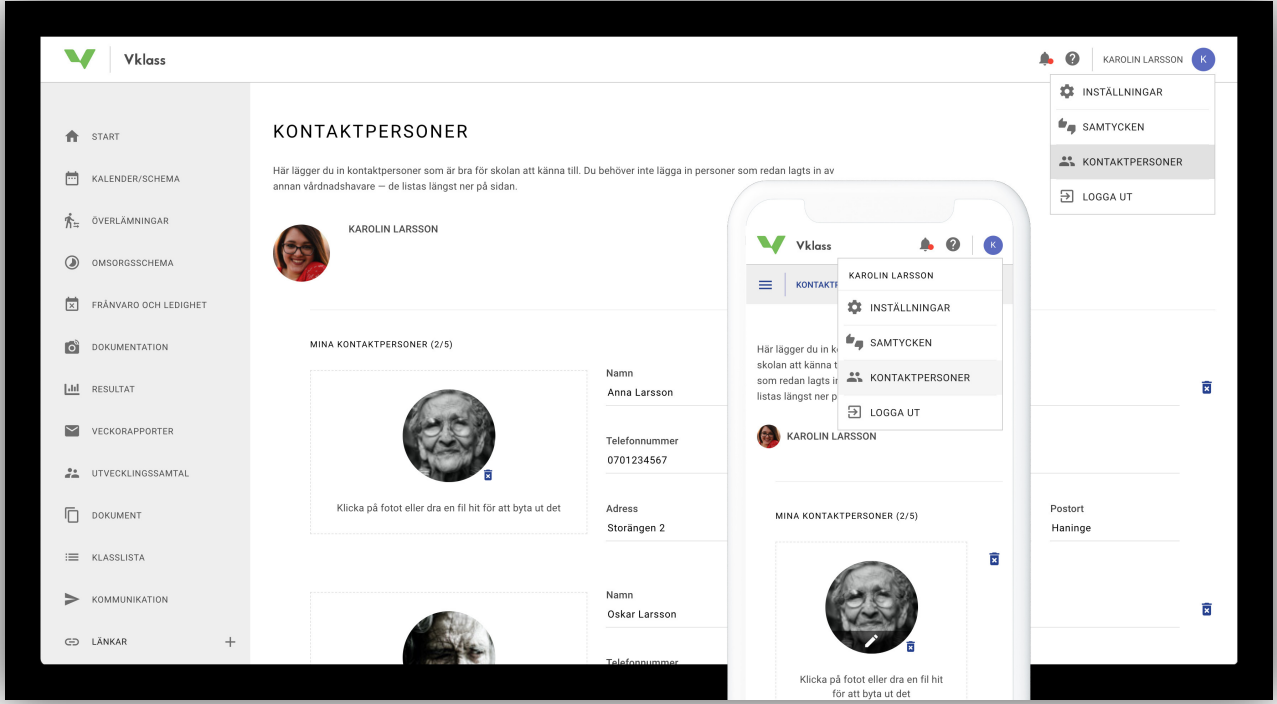 Vklass
KAROLIN LARSSON
K
INSTÄLLNINGAR
SAMTYCKEN
KONTAKTPERSONER
LOGGA UT
START
KALENDER/SCHEMA
ÖVERLÄMNINGAR
OMSORGSSCHEMA
FRÅNVARO OCH LEDIGHET
DOKUMENTATION
RESULTAT
VECKORAPPORTER
UTVECKLINGSSAMTAL
DOKUMENT
KLASSLISTA
KOMMUNIKATION
LÄNKAR +
KONTAKTPERSONER
Här lägger du in kontaktpersoner som är bra för skolan att känna till. Du behöver inte lägga in personer som redan lagts in av
annan vårdnadshavare — de listas längst ner på sidan.
KAROLIN LARSSON
MINA KONTAKTPERSONER (2/5)
Klicka på fotot eller dra en fil hit för att byta ut det
Namn
Anna Larsson
Telefonnummer
0701234567
Adress
Storängen 2
Postort
Haninge
Namn
Oskar Larsson
Telefonnummer
Vklass
K
KAROLIN LARSSON
INSTÄLLNINGAR
SAMTYCKEN
KONTAKTPERSONER
LOGGA UT
Här lägger du in
skolan att känna
som redan lagts
listas längst ner
KAROLIN LARSSON
MINA KONTAKTPERSONER (2/5)
Klicka på fotot eller dra en fil hit
för att byta ut det